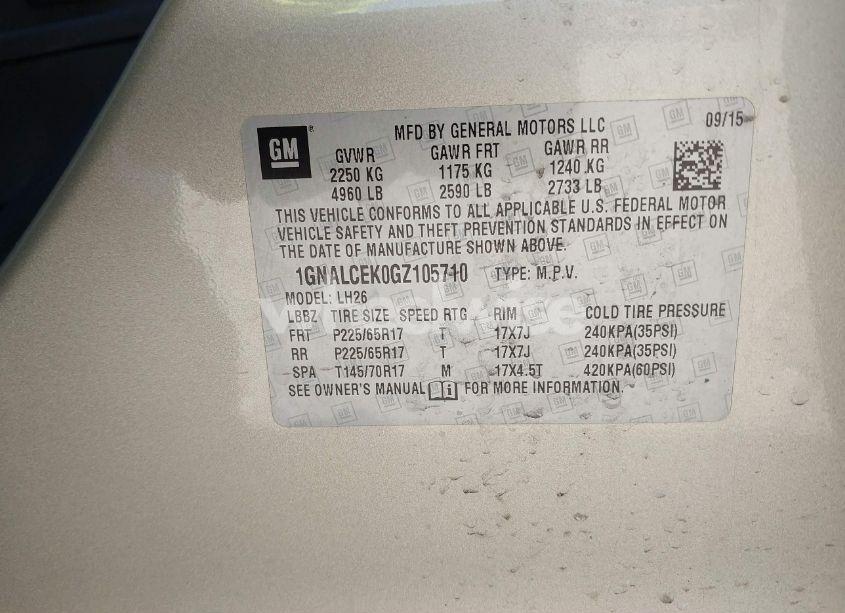 GM
®
MFD BY GENERAL MOTORS LLC
09/15
GVWR GAWR FRT GAWR RR
2250 KG 1175 KG 1240 KG
4960 LB 2590 LB 2733 LB
THIS VEHICLE CONFORMS TO ALL APPLICABLE U.S. FEDERAL MOTOR
VEHICLE SAFETY AND THEFT PREVENTION STANDARDS IN EFFECT ON
THE DATE OF MANUFACTURE SHOWN ABOVE.
1GNALCEK0GZ105710 TYPE: M.P.V.
MODEL: LH26
LBBZ TIRE SIZE SPEED RTG RIM COLD TIRE PRESSURE
FRT P225/65R17 T 17X7J 240KPA(35PSI)
RR P225/65R17 T 17X7J 240KPA(35PSI)
SPA T145/70R17 M 17X4.5T 420KPA(60PSI)
SEE OWNER'S MANUAL i FOR MORE INFORMATION.